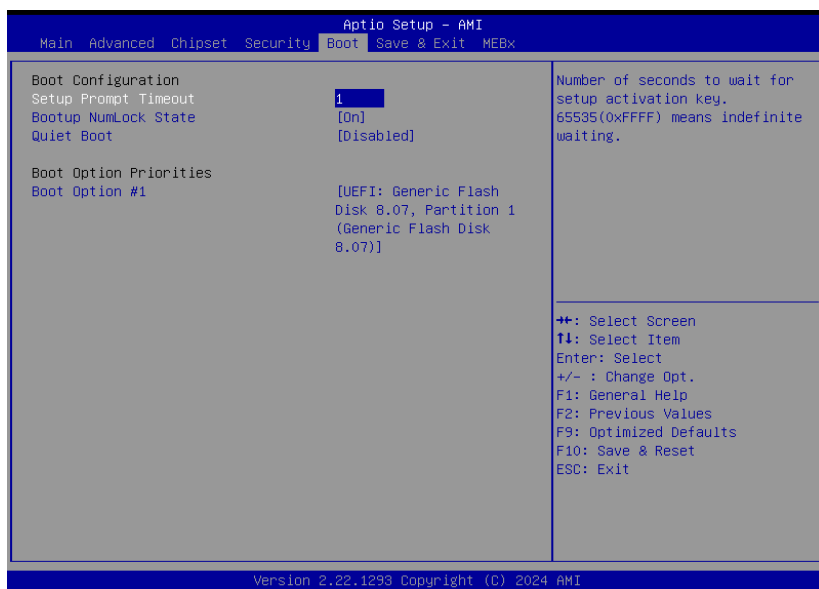 Aptio Setup – AMI
Main Advanced Chipset Security Boot Save & Exit MEBx
Boot Configuration
Setup Prompt Timeout 1
Bootup NumLock State [On]
Quiet Boot [Disabled]
Boot Option Priorities
Boot Option #1 [UEFI: Generic Flash
Disk 8.07, Partition 1
(Generic Flash Disk
8.07)]
Number of seconds to wait for
setup activation key.
65535(0xFFFF) means indefinite
waiting.
→←: Select Screen
↑↓: Select Item
Enter: Select
+/- : Change Opt.
F1: General Help
F2: Previous Values
F9: Optimized Defaults
F10: Save & Reset
ESC: Exit
Version 2.22.1293 Copyright (C) 2024 AMI